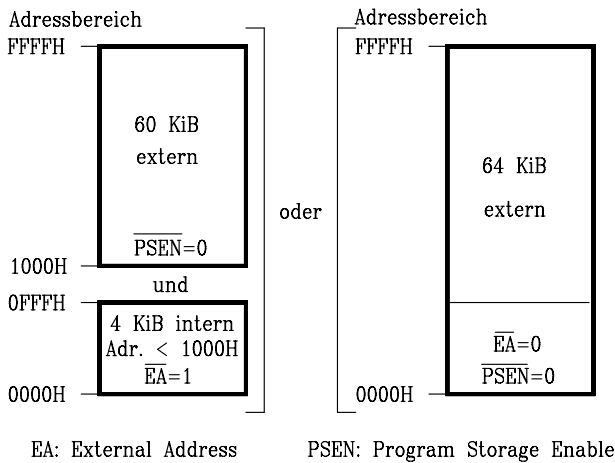 Adressbereich
FFFFH
60 KiB
extern
PSEN=0
1000H
und
0FFFH
4 KiB intern
Adr. < 1000H
EA=1
0000H
oder
Adressbereich
FFFFH
64 KiB
extern
EA=0
PSEN=0
0000H
EA: External Address
PSEN: Program Storage Enable